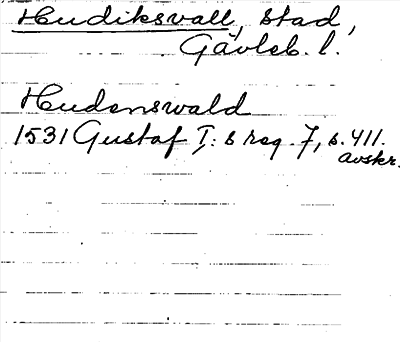 Hudiksvall, stad,
Gävleb. l.
Hudenswald
1531 Gustaf I:s reg. 7, s. 411.
avskr.